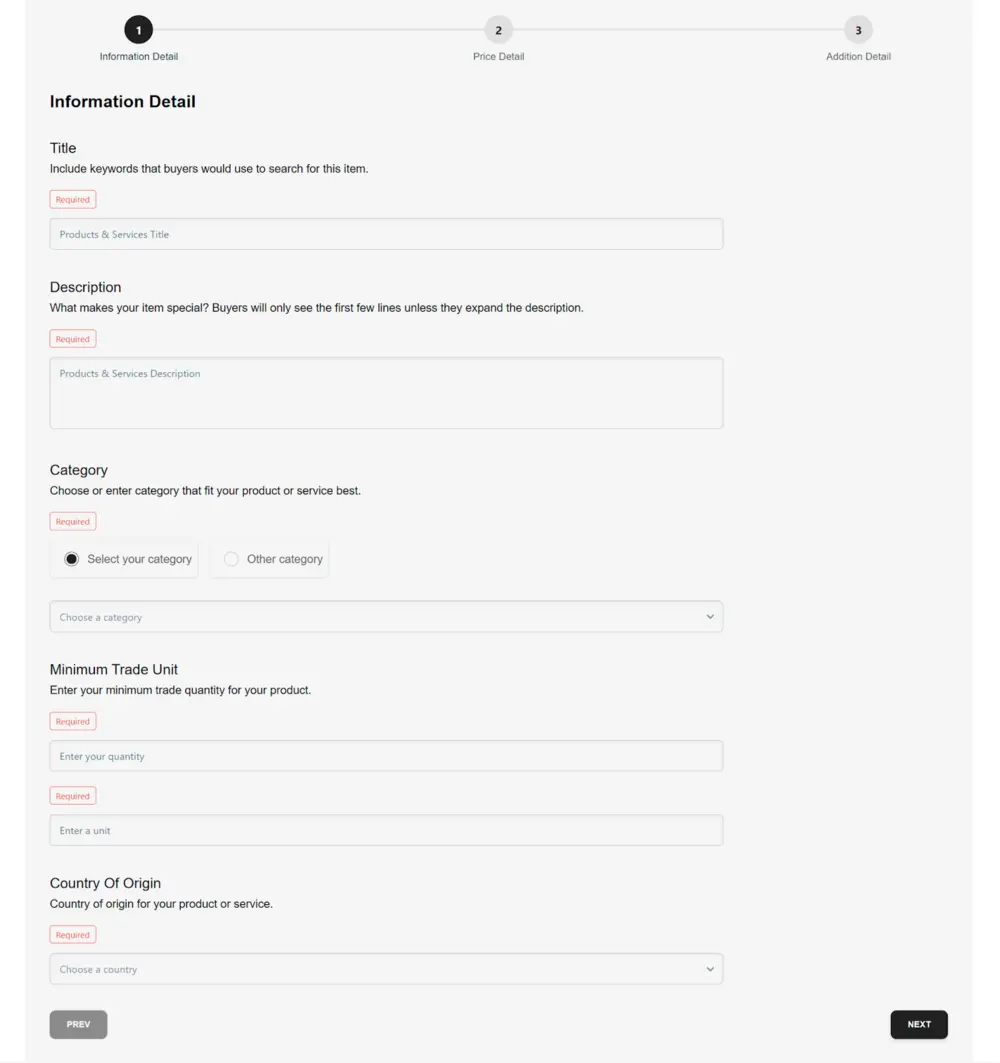 1
2
3
Information Detail
Price Detail
Addition Detail
Information Detail
Title
Include keywords that buyers would use to search for this item.
Required
Products & Services Title
Description
What makes your item special? Buyers will only see the first few lines unless they expand the description.
Required
Products & Services Description
Category
Choose or enter category that fit your product or service best.
Required
Select your category
Other category
Choose a category
Minimum Trade Unit
Enter your minimum trade quantity for your product.
Required
Enter your quantity
Required
Enter a unit
Country Of Origin
Country of origin for your product or service.
Required
Choose a country
PREV
NEXT